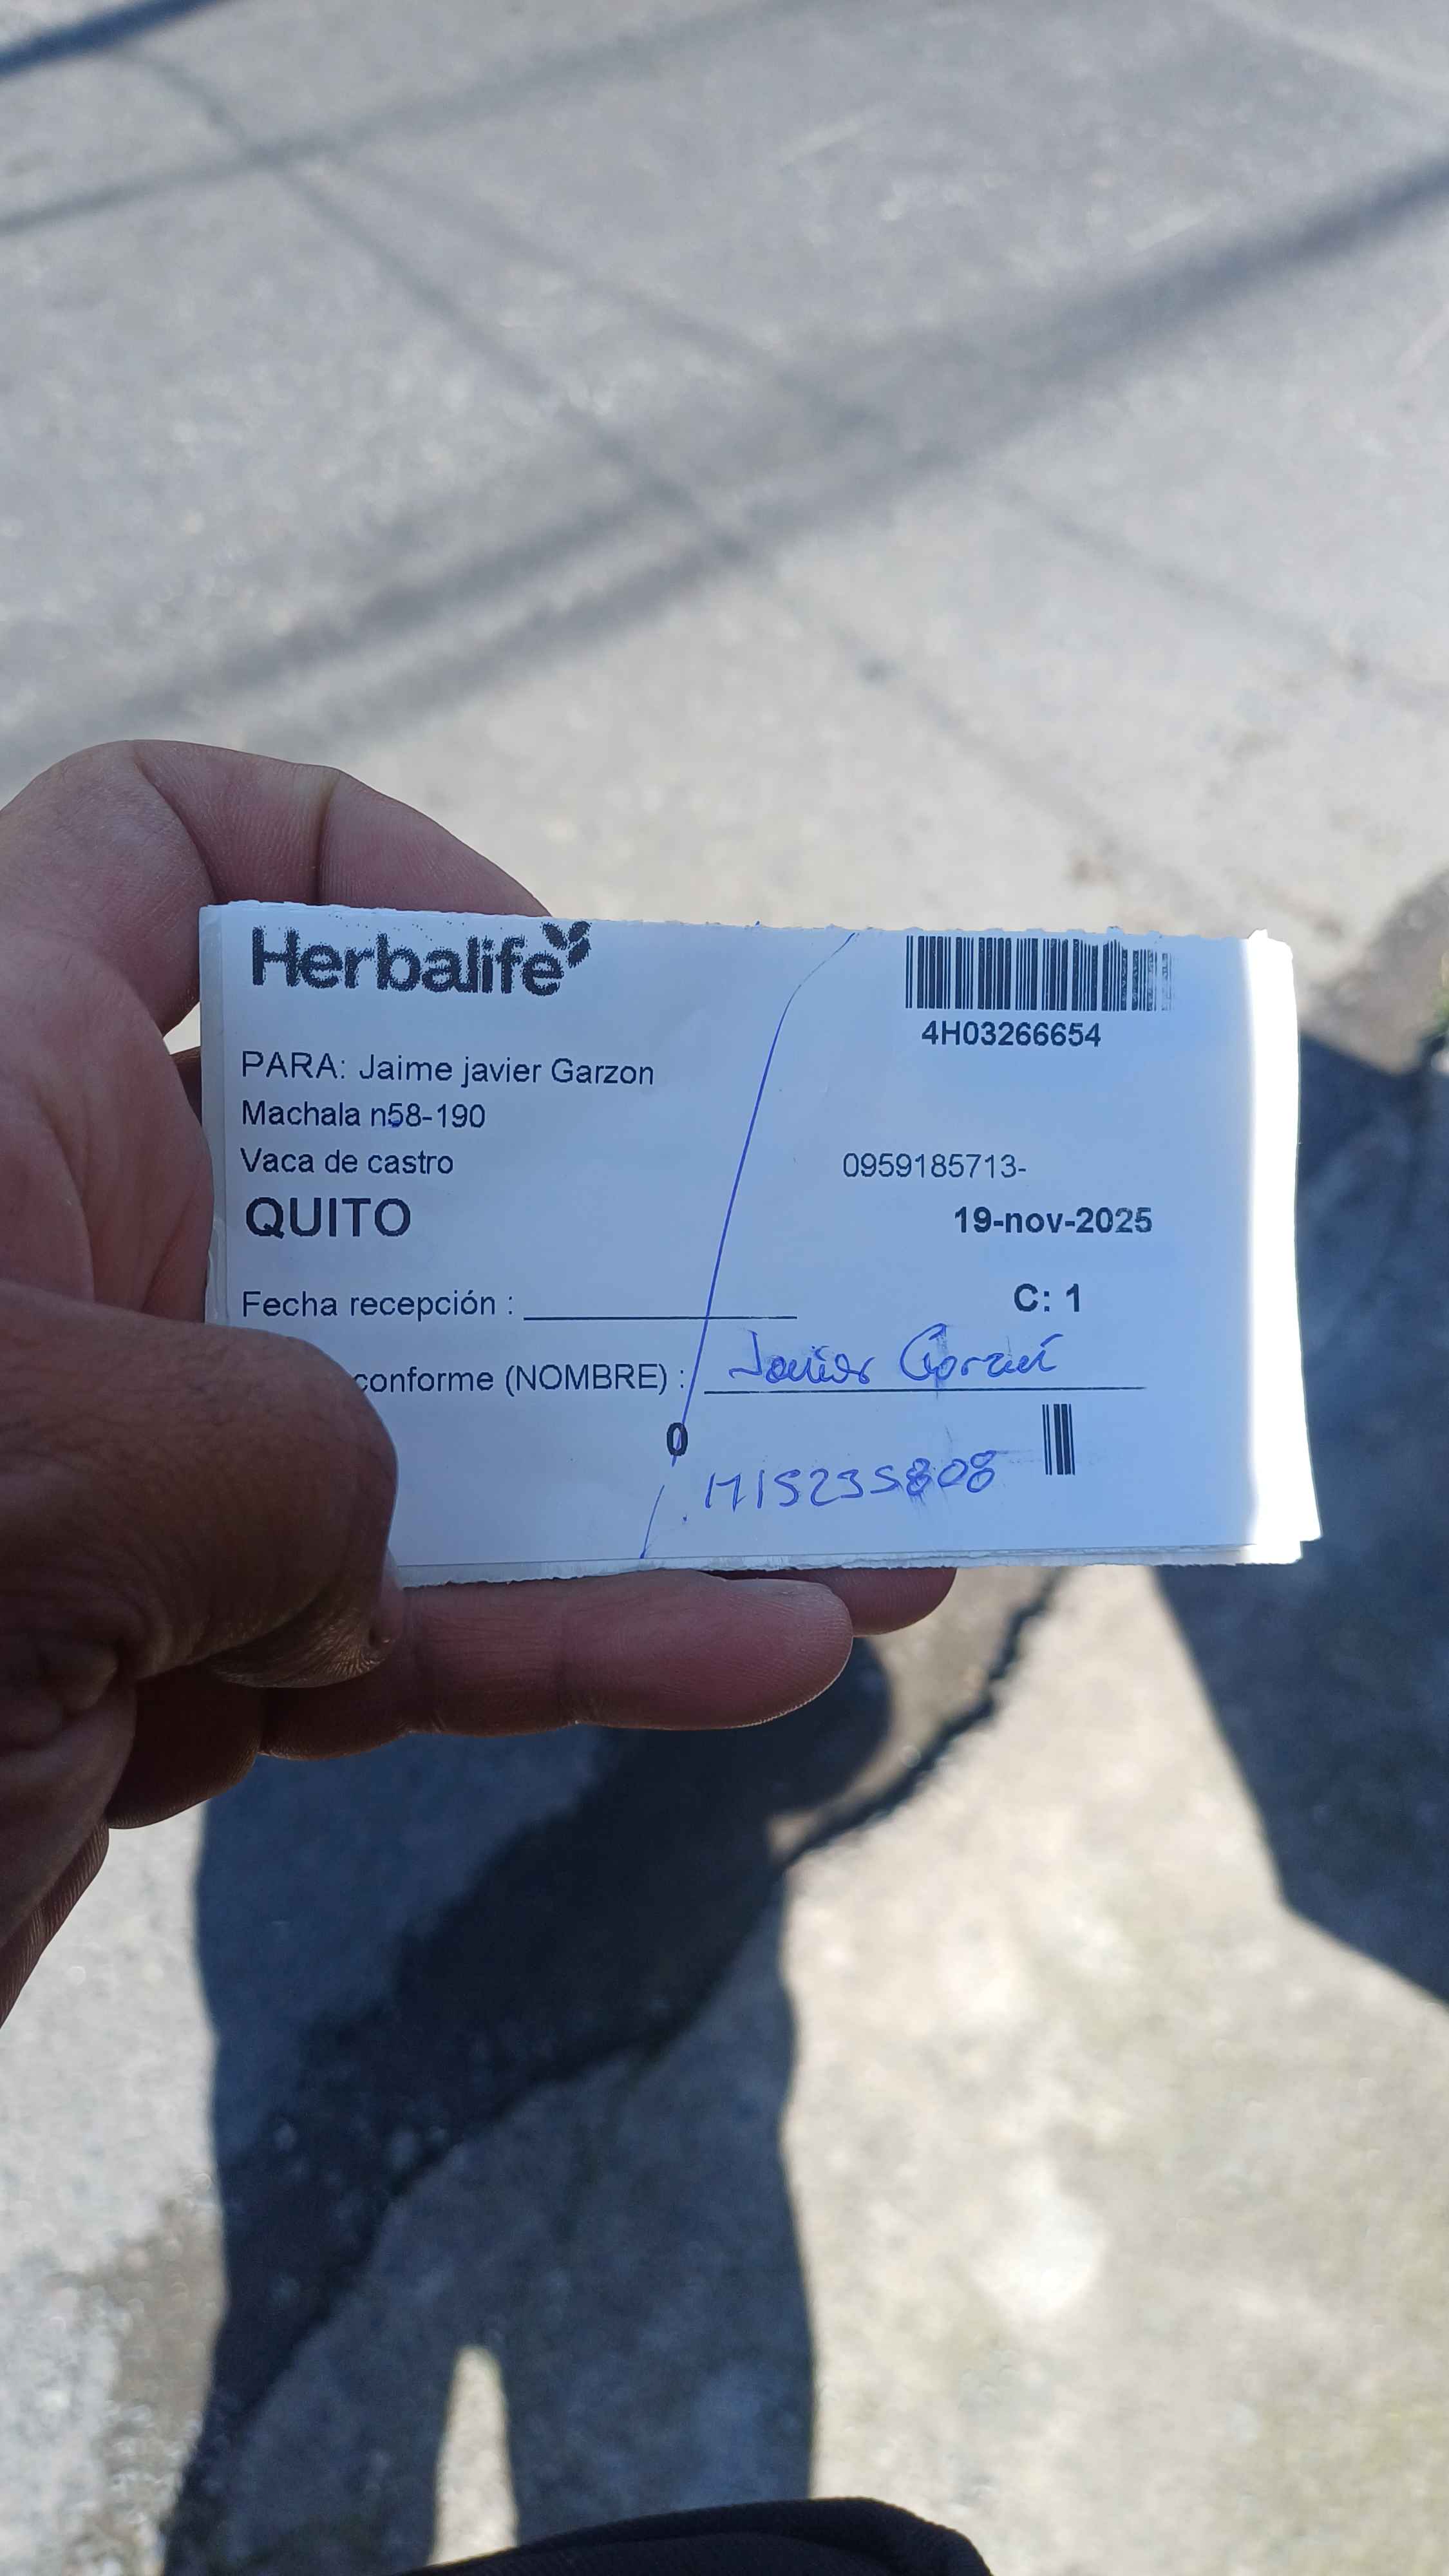 Herbalife
4H03266654
PARA: Jaime javier Garzon
Machala n58-190
Vaca de castro
0959185713-
QUITO
19-nov-2025
Fecha recepción :
C: 1
conforme (NOMBRE) : Javier
0
1715235808